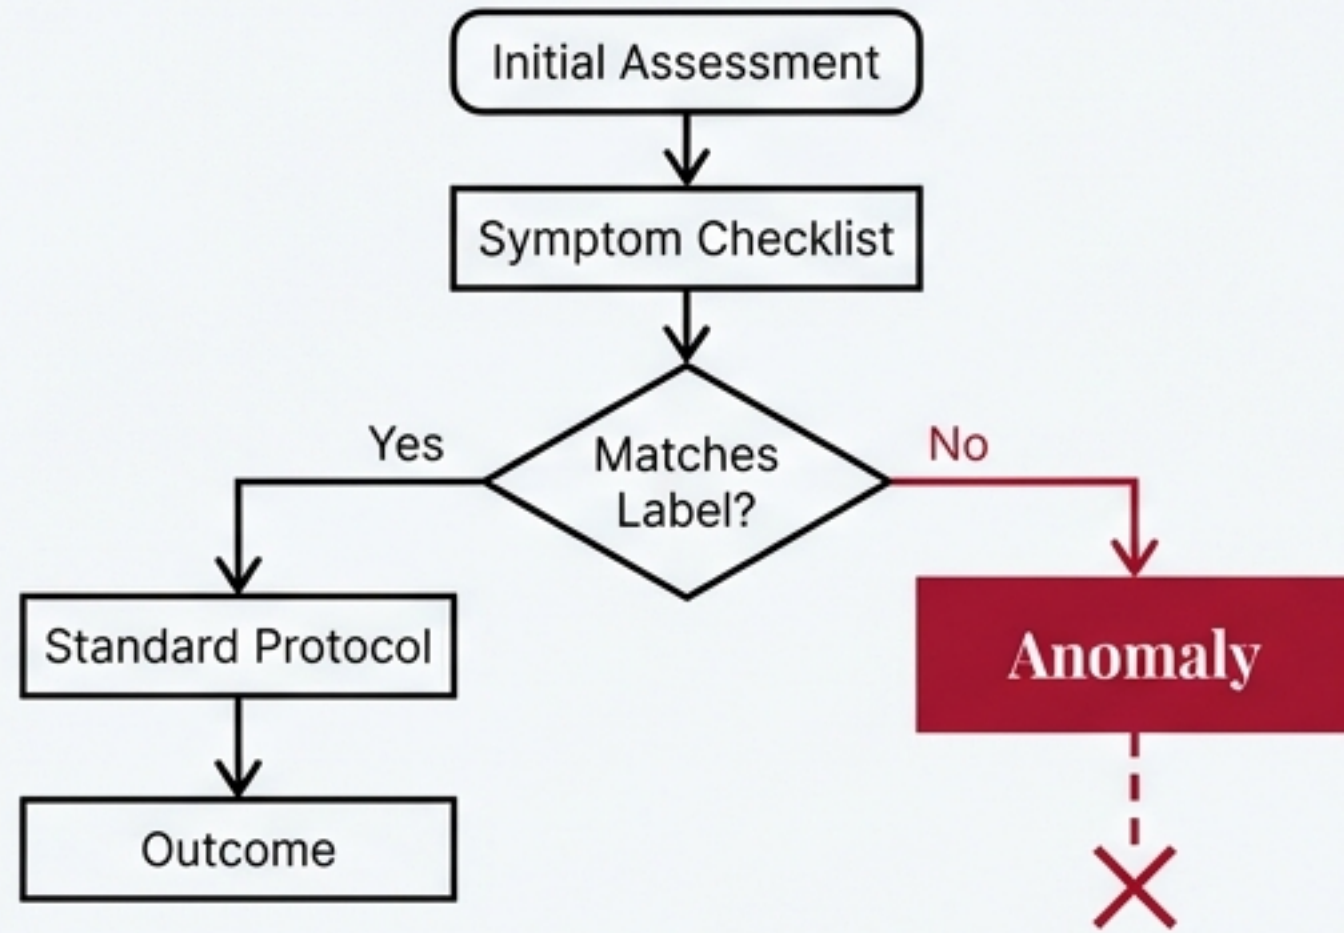 Initial Assessment
Symptom Checklist
Matches
Label?
Yes
No
Standard Protocol
Anomaly
Outcome